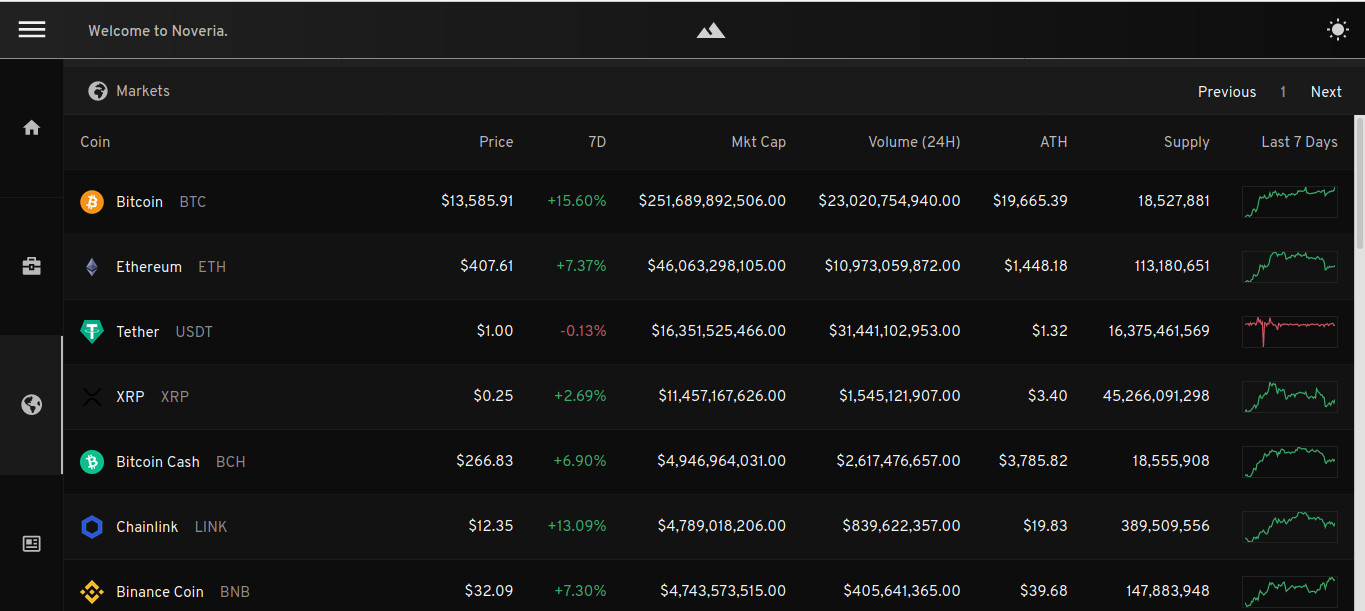 Welcome to Noveria.
Markets Previous 1 Next
Coin Price 7D Mkt Cap Volume (24H) ATH Supply Last 7 Days
Bitcoin BTC $13,585.91 +15.60% $251,689,892,506.00 $23,020,754,940.00 $19,665.39 18,527,881
Ethereum ETH $407.61 +7.37% $46,063,298,105.00 $10,973,059,872.00 $1,448.18 113,180,651
Tether USDT $1.00 -0.13% $16,351,525,466.00 $31,441,102,953.00 $1.32 16,375,461,569
XRP XRP $0.25 +2.69% $11,457,167,626.00 $1,545,121,907.00 $3.40 45,266,091,298
Bitcoin Cash BCH $266.83 +6.90% $4,946,964,031.00 $2,617,476,657.00 $3,785.82 18,555,908
Chainlink LINK $12.35 +13.09% $4,789,018,206.00 $839,622,357.00 $19.83 389,509,556
Binance Coin BNB $32.09 +7.30% $4,743,573,515.00 $405,641,365.00 $39.68 147,883,948